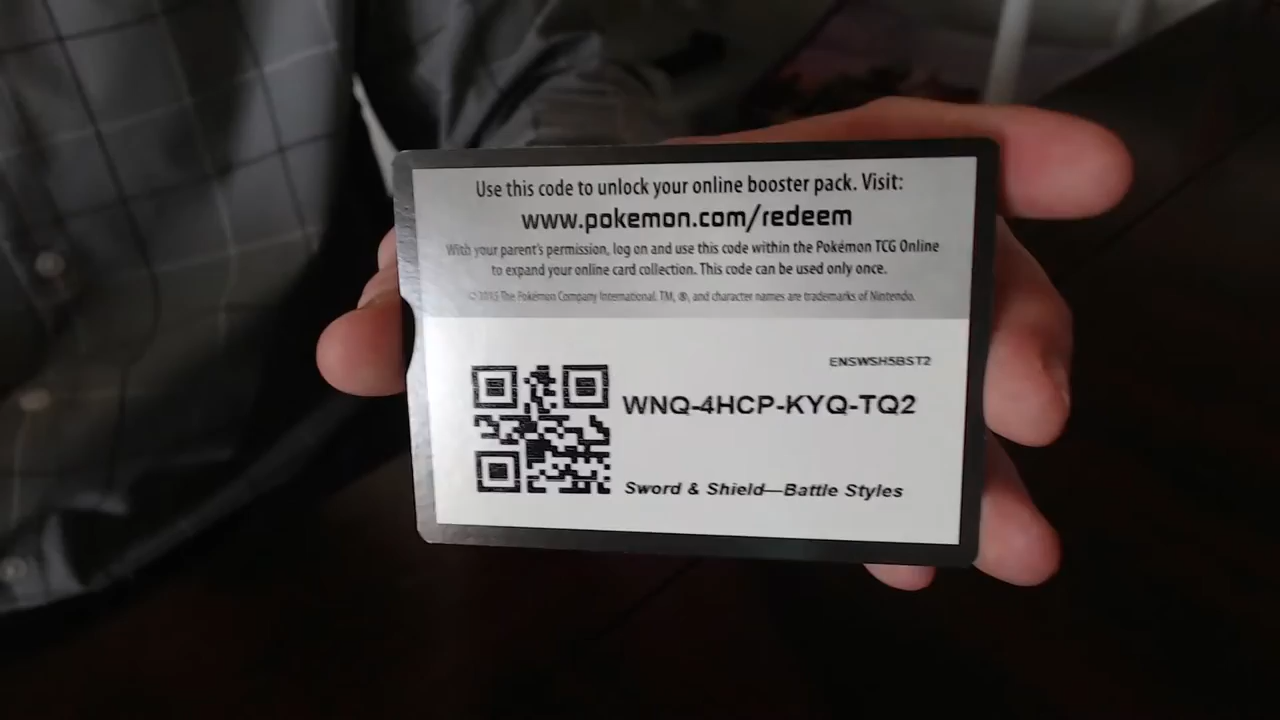 Use this code to unlock your online booster pack. Visit:
www.pokemon.com/redeem
With your parent's permission, log on and use this code within the Pokémon TCG Online
to expand your online card collection. This code can be used only once.
© 2015 The Pokémon Company International. TM, ®, and character names are trademarks of Nintendo.
ENSWSH5BST2
WNQ-4HCP-KYQ-TQ2
Sword & Shield—Battle Styles